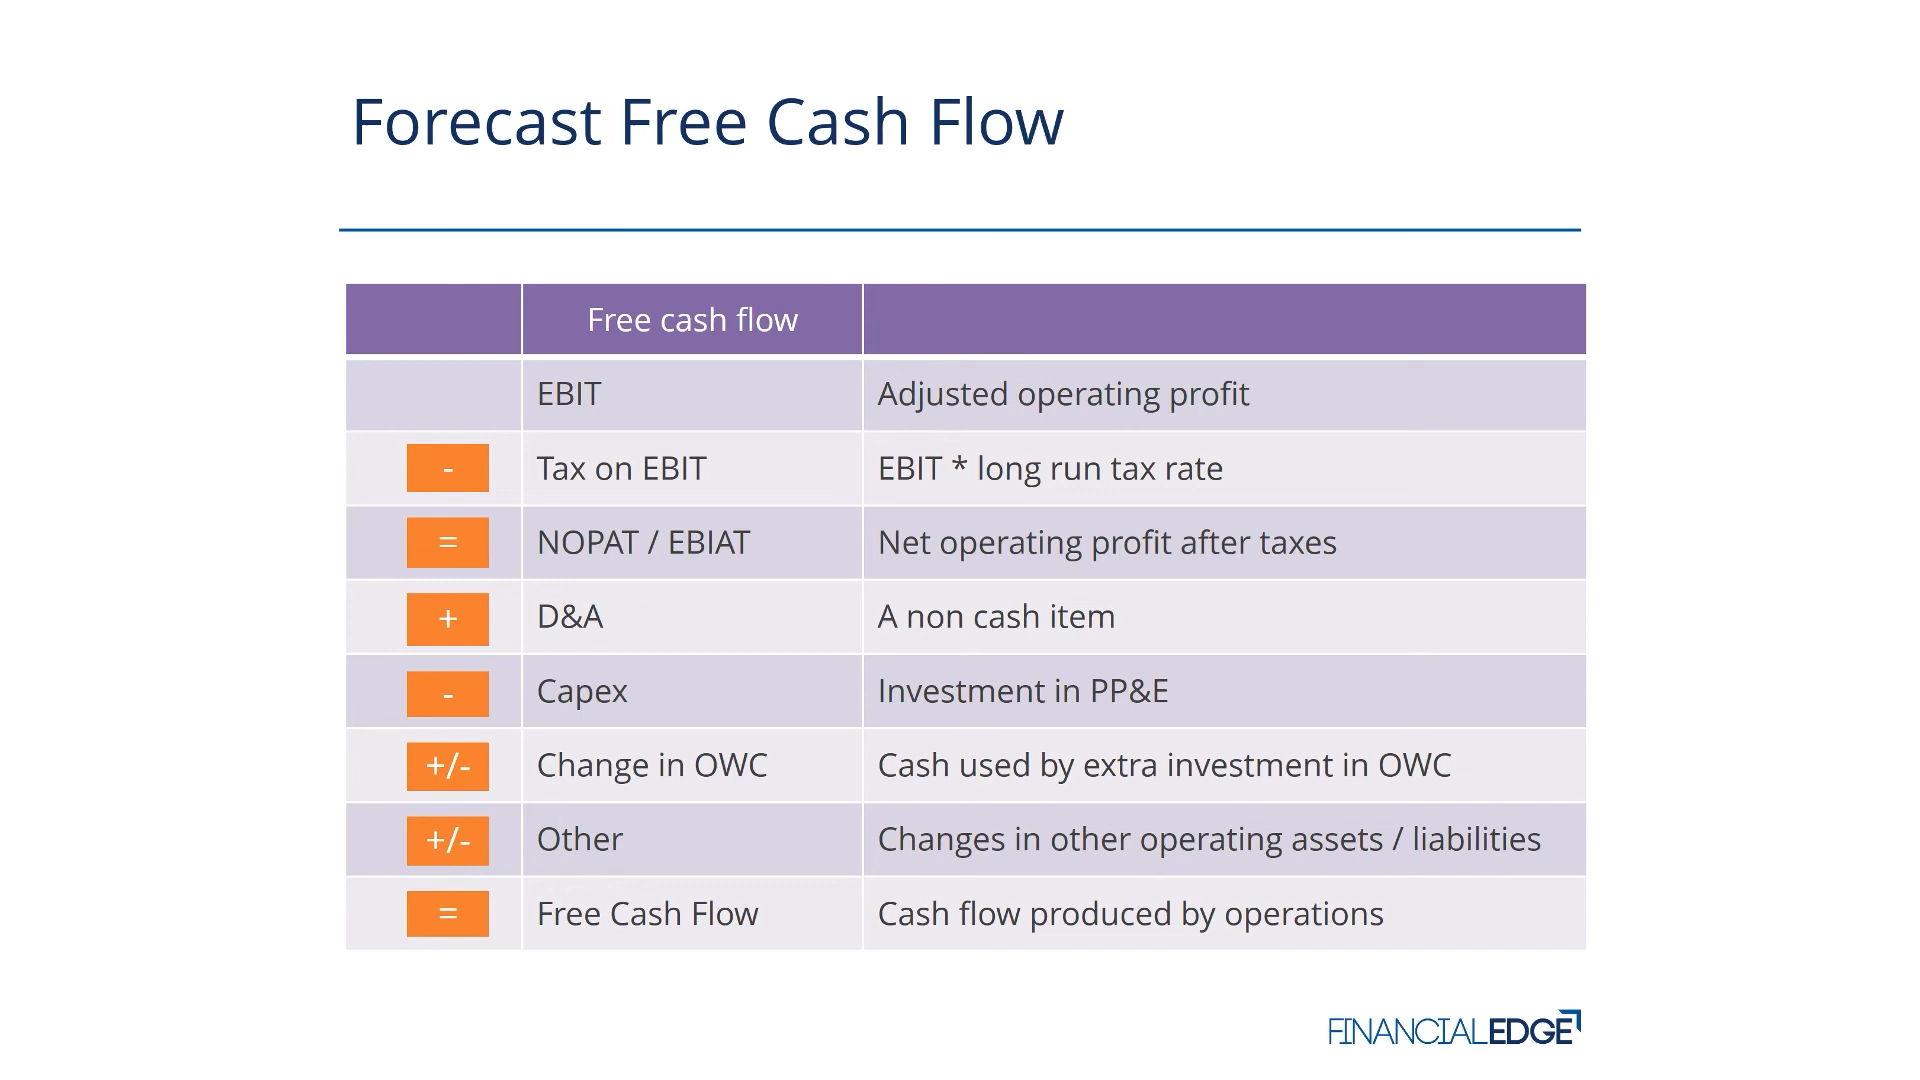 Forecast Free Cash Flow
Free cash flow
EBIT Adjusted operating profit
- Tax on EBIT EBIT * long run tax rate
= NOPAT / EBIAT Net operating profit after taxes
+ D&A A non cash item
- Capex Investment in PP&E
+/- Change in OWC Cash used by extra investment in OWC
+/- Other Changes in other operating assets / liabilities
= Free Cash Flow Cash flow produced by operations
FINANCIALEDGE